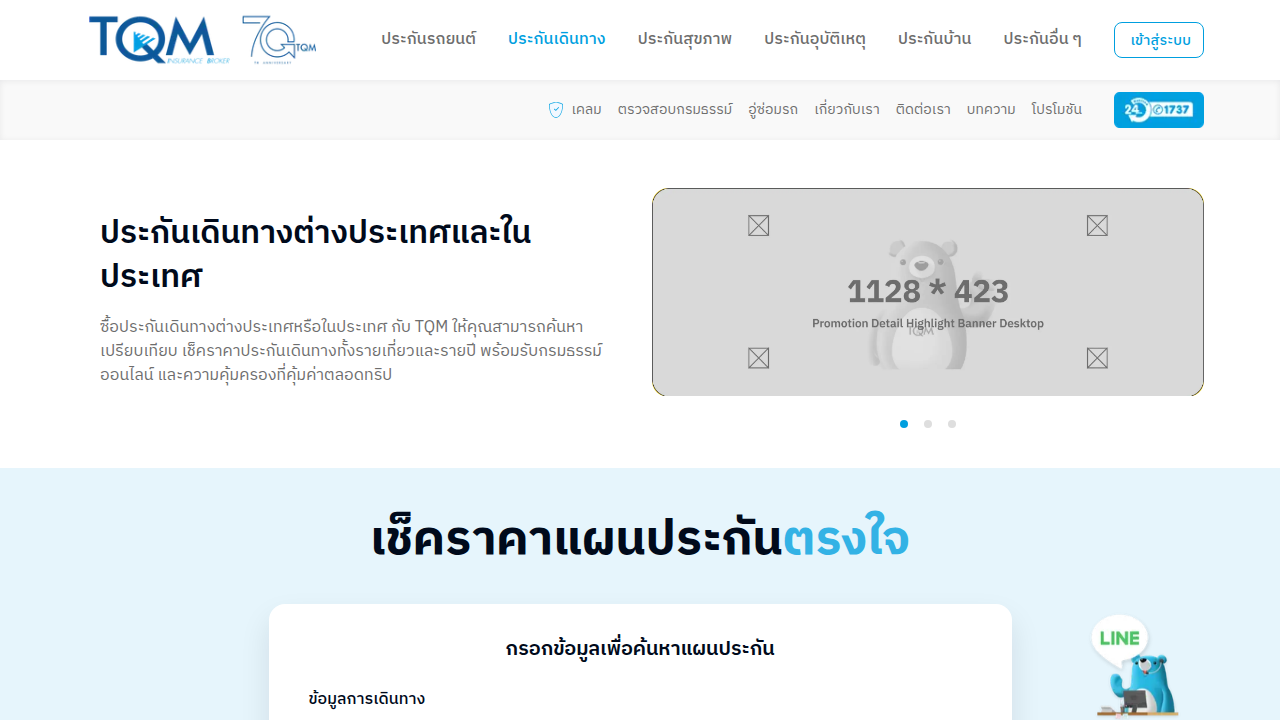 TQM
INSURANCE BROKER
70 TQM
ประกันรถยนต์
ประกันเดินทาง
ประกันสุขภาพ
ประกันอุบัติเหตุ
ประกันบ้าน
ประกันอื่น ๆ
เข้าสู่ระบบ
เคลม
ตรวจสอบกรมธรรม์
อู่ซ่อมรถ
เกี่ยวกับเรา
ติดต่อเรา
บทความ
โปรโมชัน
24 1737
ประกันเดินทางต่างประเทศและใน
ประเทศ
ซื้อประกันเดินทางต่างประเทศหรือในประเทศ กับ TQM ให้คุณสามารถค้นหา
เปรียบเทียบ เช็คราคาประกันเดินทางทั้งรายเที่ยวและรายปี พร้อมรับกรมธรรม์
ออนไลน์ และความคุ้มครองที่คุ้มค่าตลอดทริป
1128 * 423
Promotion Detail Highlight Banner Desktop
TQM
เช็คราคาแผนประกันตรงใจ
กรอกข้อมูลเพื่อค้นหาแผนประกัน
ข้อมูลการเดินทาง
LINE